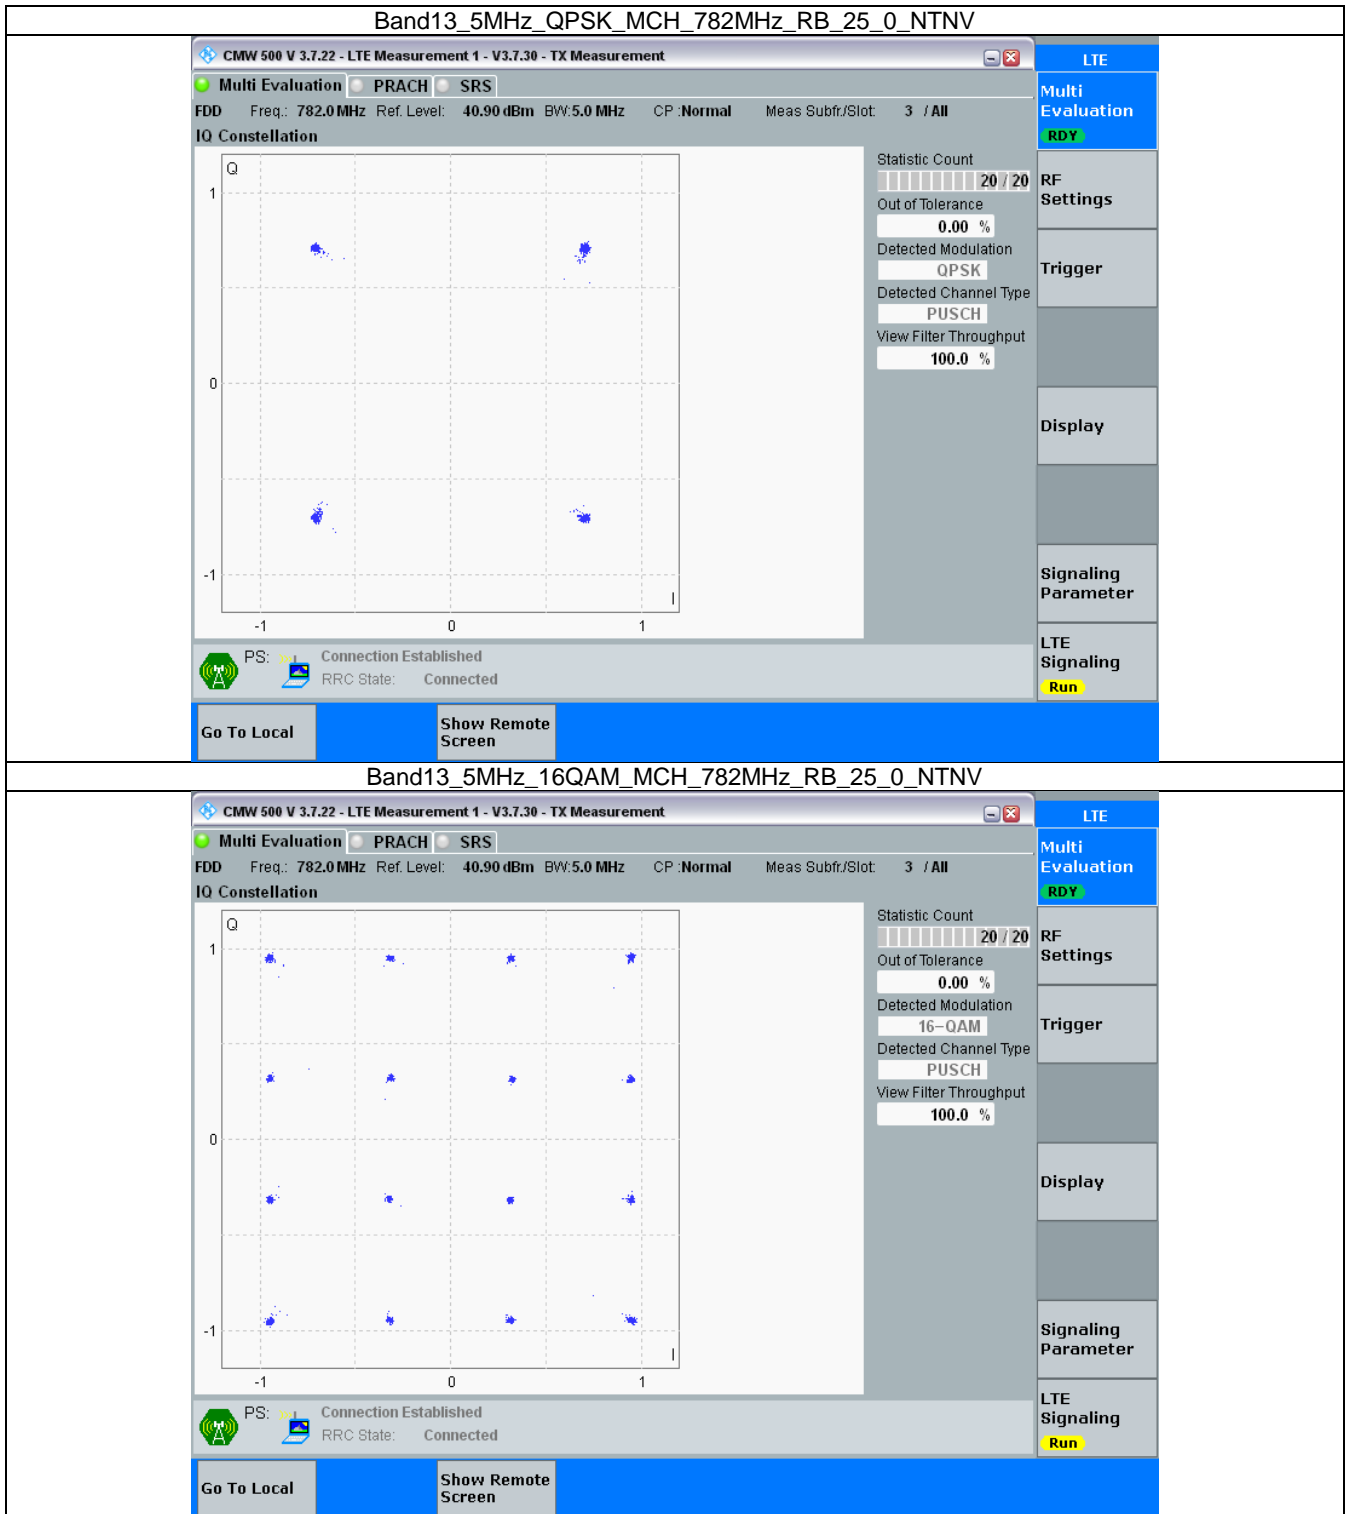 Band13_5MHz_QPSK_MCH_782MHz_RB_25_0_NTNV
CMW 500 V 3.7.22 - LTE Measurement 1 - V3.7.30 - TX Measurement
LTE
Multi Evaluation PRACH SRS
Multi
Evaluation
RDY
FDD Freq.: 782.0 MHz Ref. Level: 40.90 dBm BW:5.0 MHz CP :Normal Meas Subfr./Slot: 3 / All
IQ Constellation
Q
1
0
-1
I
-1 0 1
Statistic Count
20 / 20
Out of Tolerance
0.00 %
Detected Modulation
QPSK
Detected Channel Type
PUSCH
View Filter Throughput
100.0 %
RF
Settings
Trigger
Display
Signaling
Parameter
LTE
Signaling
Run
PS: Connection Established
RRC State: Connected
Go To Local
Show Remote
Screen
Band13_5MHz_16QAM_MCH_782MHz_RB_25_0_NTNV
CMW 500 V 3.7.22 - LTE Measurement 1 - V3.7.30 - TX Measurement
LTE
Multi Evaluation PRACH SRS
Multi
Evaluation
RDY
FDD Freq.: 782.0 MHz Ref. Level: 40.90 dBm BW:5.0 MHz CP :Normal Meas Subfr./Slot: 3 / All
IQ Constellation
Q
1
0
-1
I
-1 0 1
Statistic Count
20 / 20
Out of Tolerance
0.00 %
Detected Modulation
16-QAM
Detected Channel Type
PUSCH
View Filter Throughput
100.0 %
RF
Settings
Trigger
Display
Signaling
Parameter
LTE
Signaling
Run
PS: Connection Established
RRC State: Connected
Go To Local
Show Remote
Screen